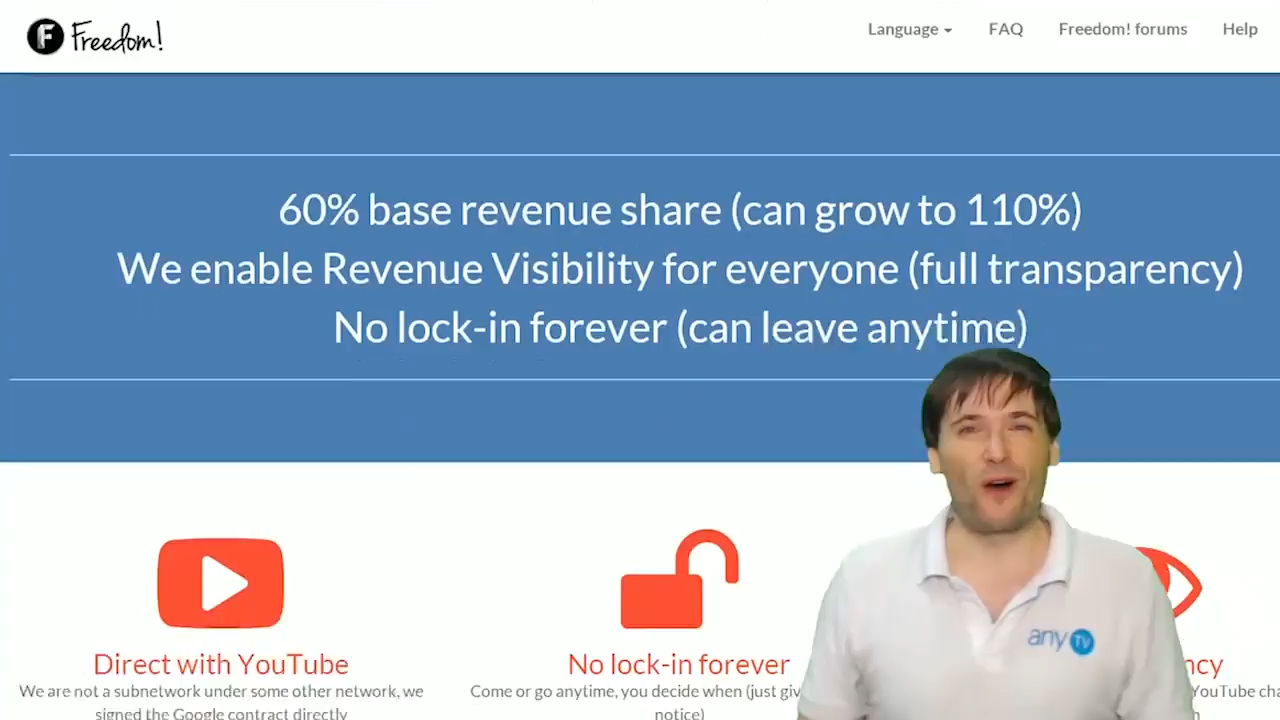 F Freedom!
Language FAQ Freedom! forums Help
60% base revenue share (can grow to 110%)
We enable Revenue Visibility for everyone (full transparency)
No lock-in forever (can leave anytime)
any TV
Direct with YouTube
We are not a subnetwork under some other network, we
signed the Google contract directly
No lock-in forever
Come or go anytime, you decide when (just giv
notice)
ncy
YouTube cha